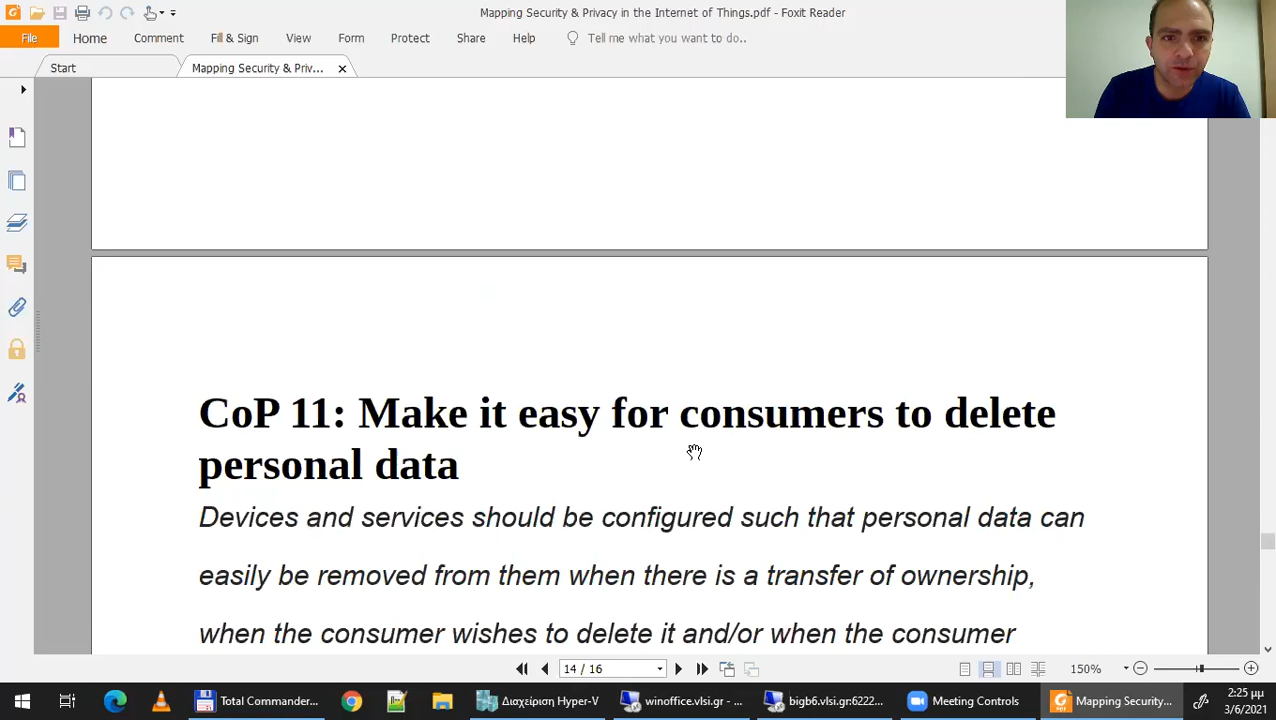 Mapping Security & Privacy in the Internet of Things.pdf - Foxit Reader
File Home Comment Fill & Sign View Form Protect Share Help Tell me what you want to do..
Start Mapping Security & Priv...
CoP 11: Make it easy for consumers to delete
personal data
Devices and services should be configured such that personal data can
easily be removed from them when there is a transfer of ownership,
when the consumer wishes to delete it and/or when the consumer
14 / 16 150%
Total Commander... Διαχείριση Hyper-V winoffice.vlsi.gr - ... bigb6.vlsi.gr:6222... Meeting Controls Mapping Security... 2:25 μμ
3/6/2021